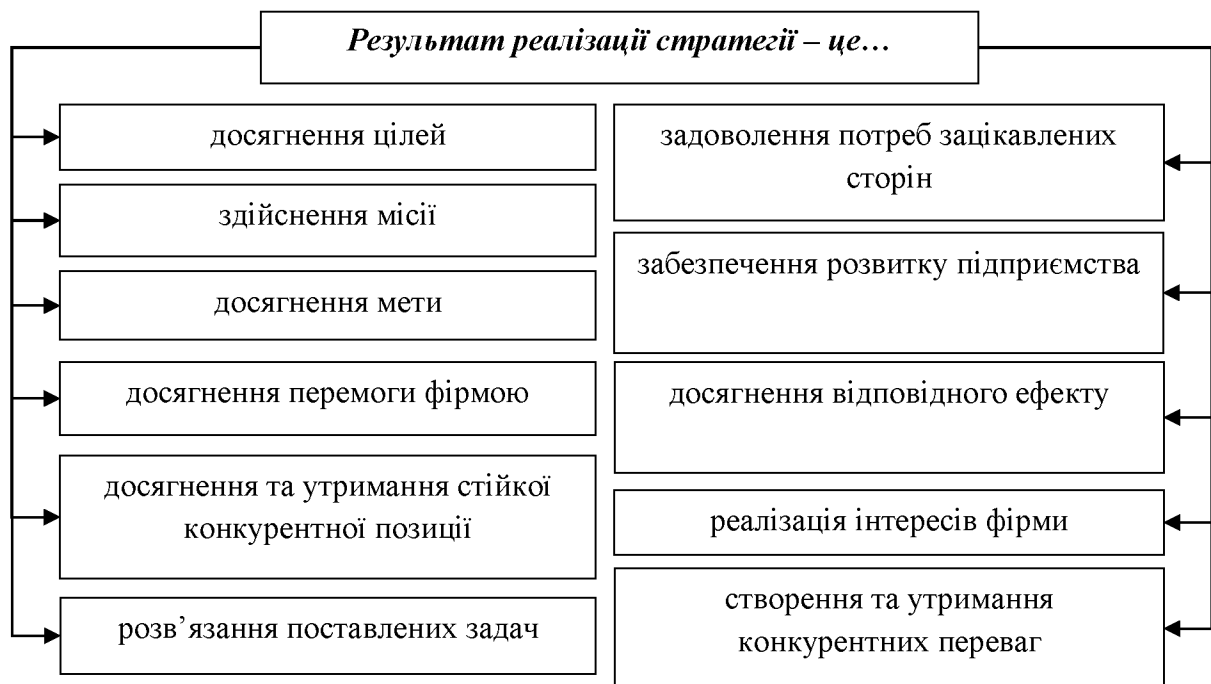 Результат реалізації стратегії – це…
досягнення цілей
здійснення місії
досягнення мети
досягнення перемоги фірмою
досягнення та утримання стійкої
конкурентної позиції
розв’язання поставлених задач
задоволення потреб зацікавлених
сторін
забезпечення розвитку підприємства
досягнення відповідного ефекту
реалізація інтересів фірми
створення та утримання
конкурентних переваг